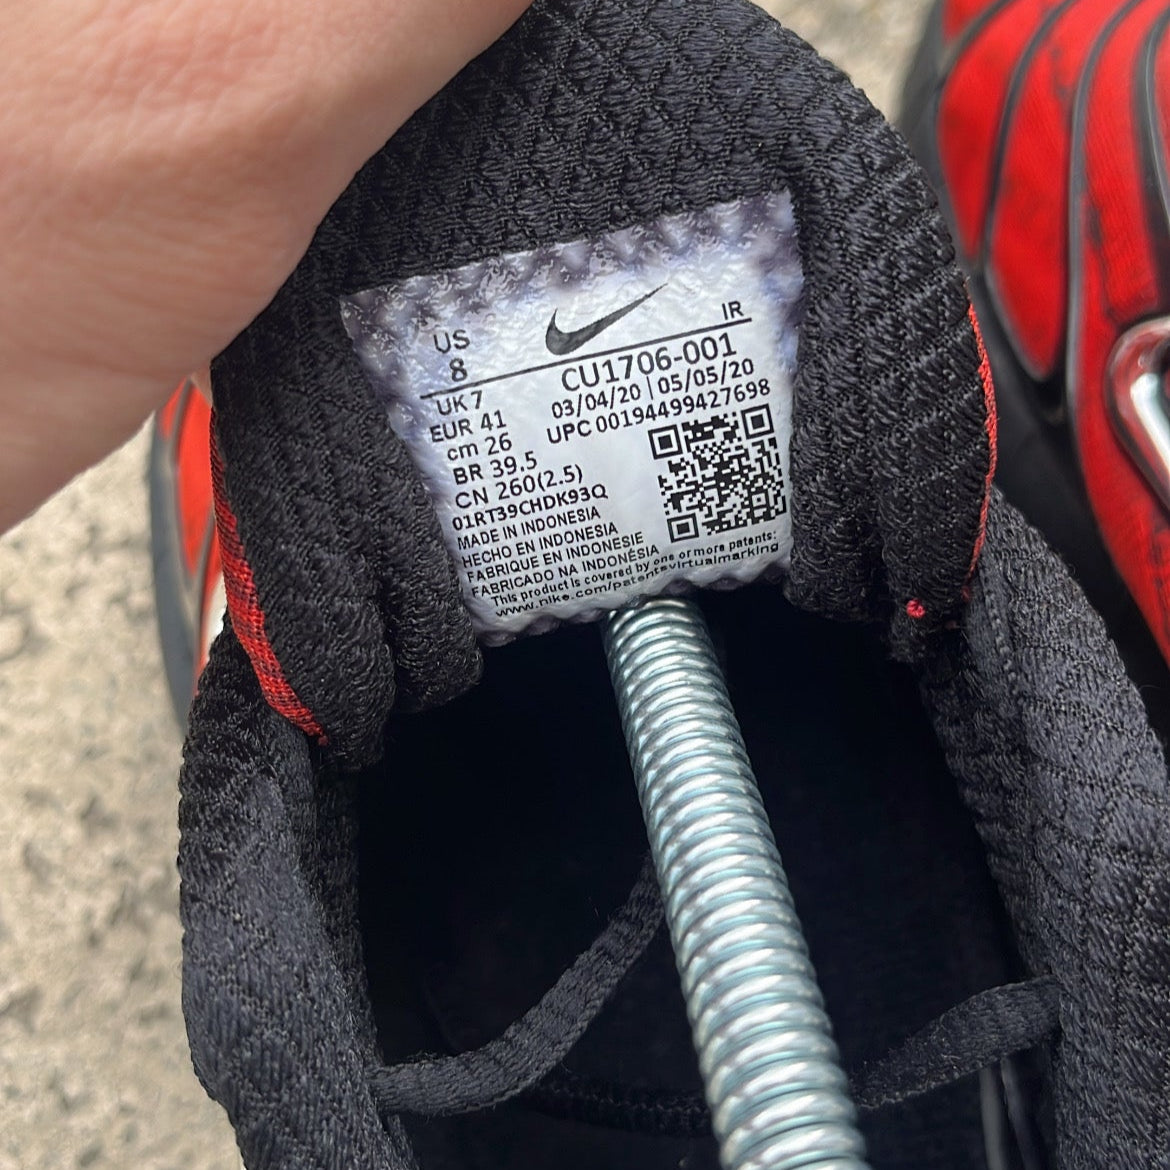 US
8
IR
CU1706-001
UK 7
03/04/20 | 05/05/20
EUR 41
UPC 00194499427698
cm 26
BR 39.5
CN 260(2.5)
01RT39CHDK93Q
MADE IN INDONESIA
HECHO EN INDONESIA
FABRIQUE EN INDONESIE
FABRICADO NA INDONÉSIA
This product is covered by one or more patents:
www.nike.com/patentsvirtualmarking